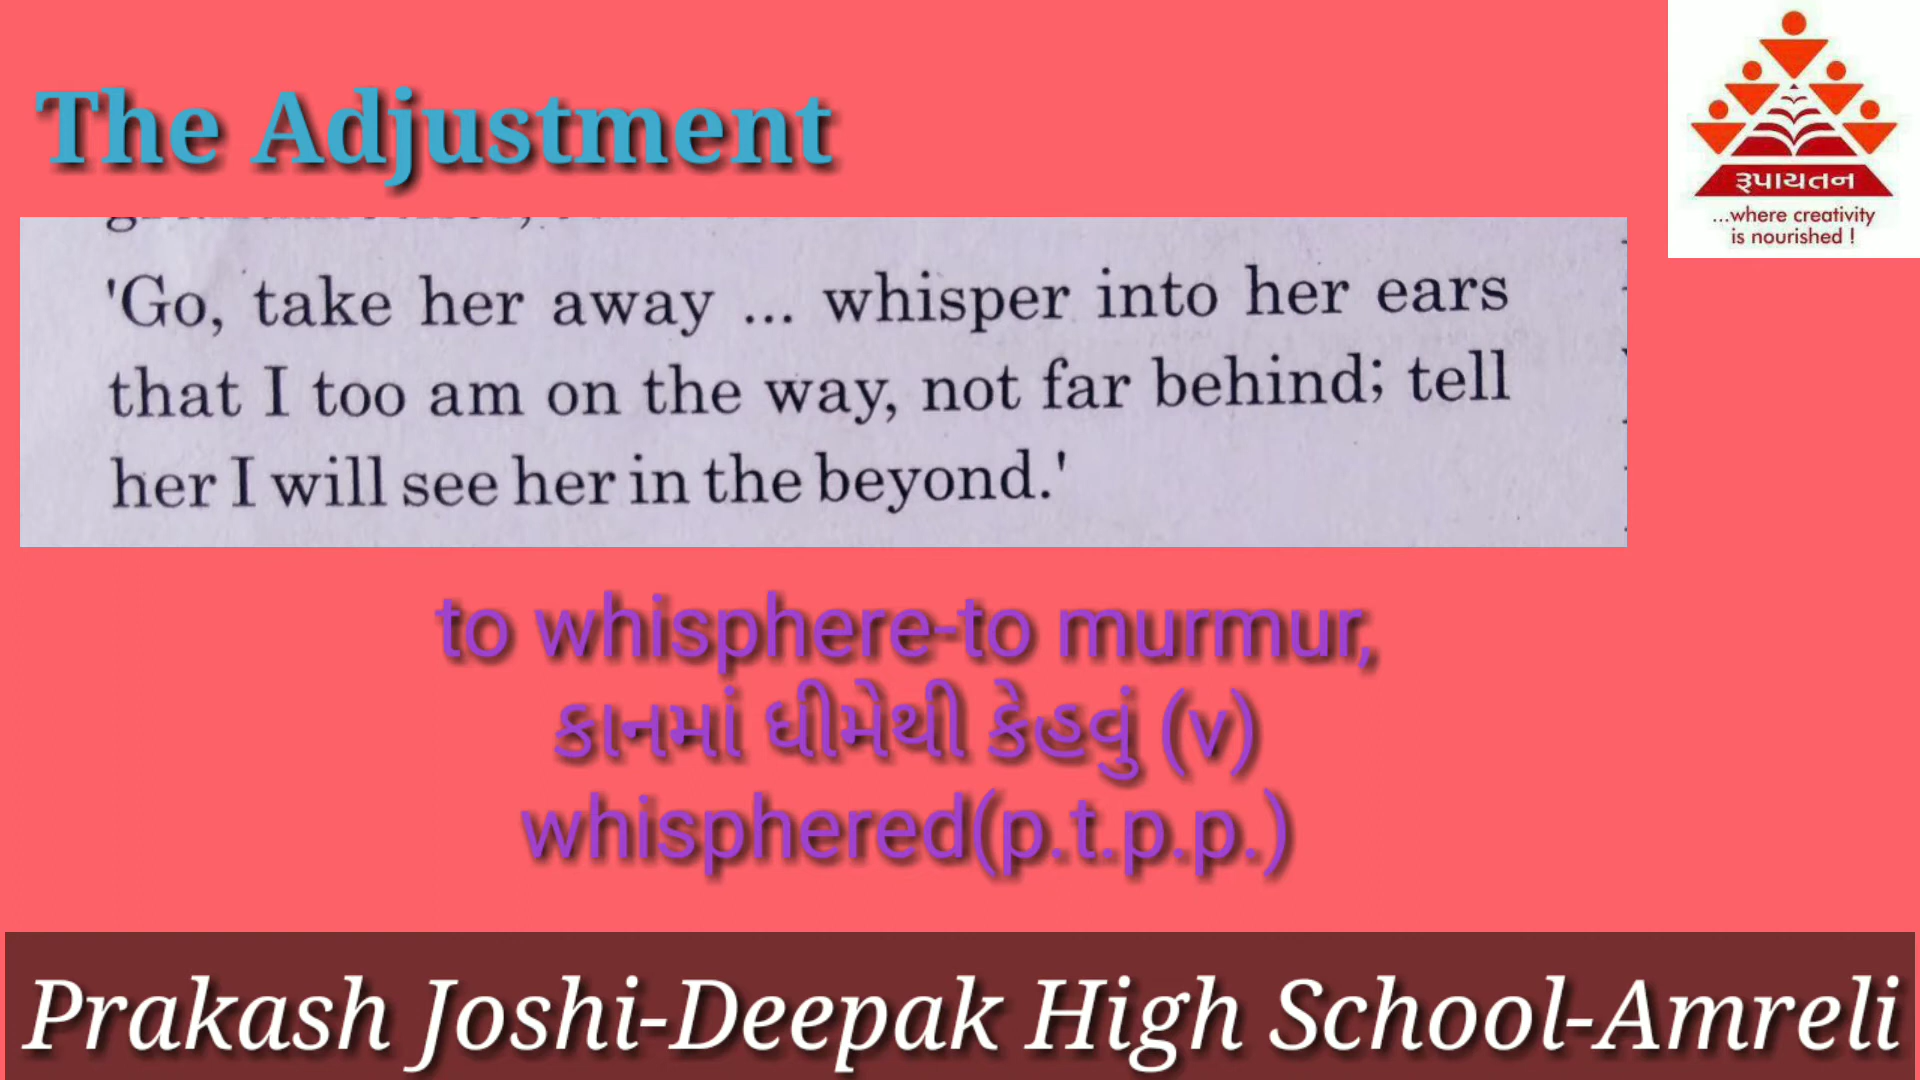 The Adjustment
રૂપાયતન
...where creativity
is nourished !
'Go, take her away ... whisper into her ears
that I too am on the way, not far behind; tell
her I will see her in the beyond.'
to whisphere-to murmur,
કાનમાં ધીમેથી કેહવું (v)
whisphered(p.t.p.p.)
Prakash Joshi-Deepak High School-Amreli